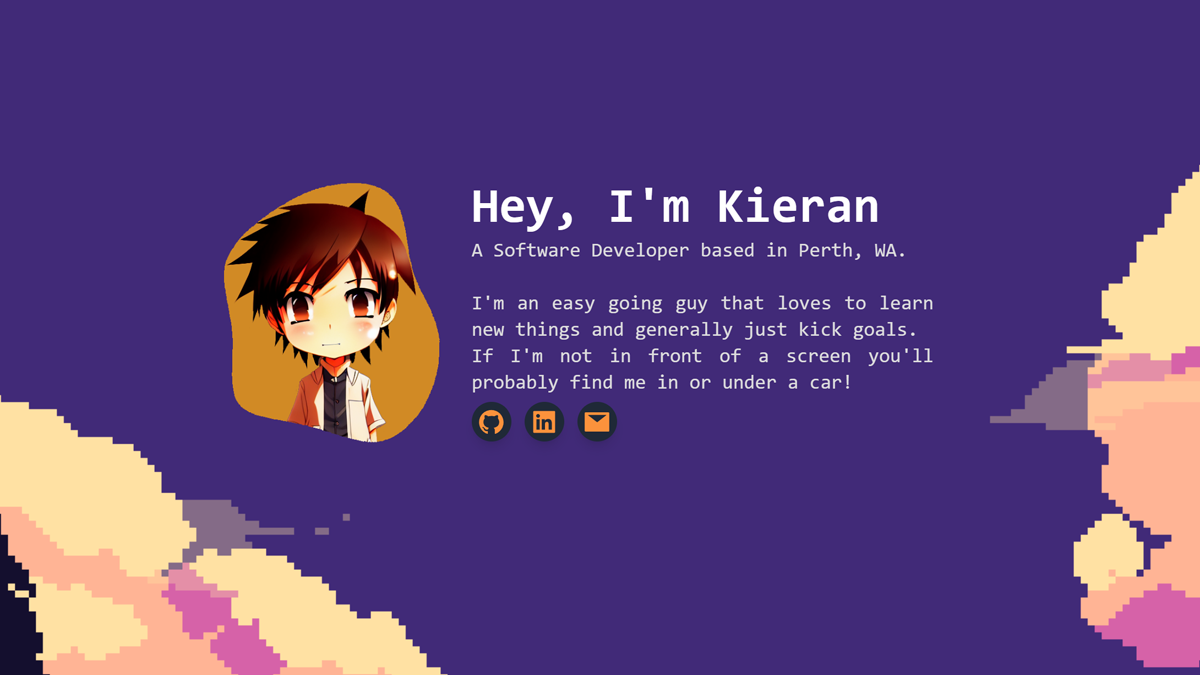 Hey, I'm Kieran
A Software Developer based in Perth, WA.
I'm an easy going guy that loves to learn
new things and generally just kick goals.
If I'm not in front of a screen you'll
probably find me in or under a car!
in